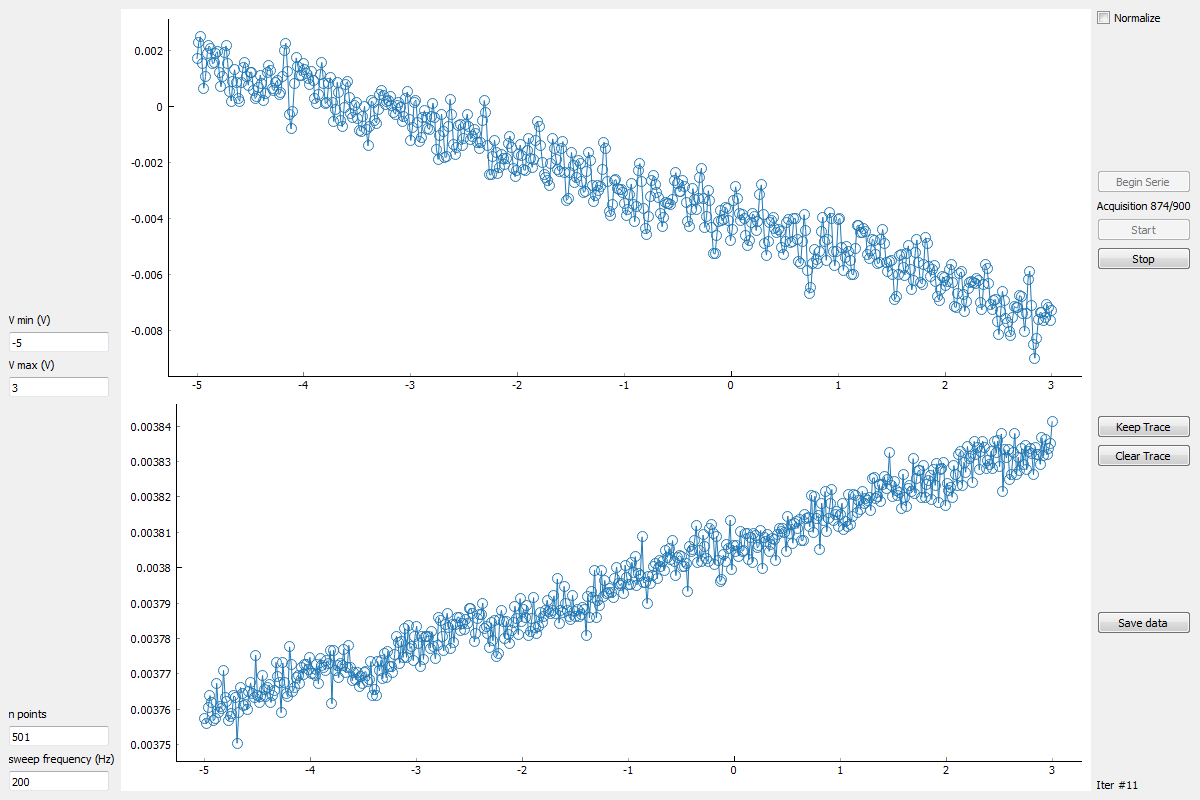 Normalize
0.002
0
-0.002
-0.004
-0.006
-0.008
-5 -4 -3 -2 -1 0 1 2 3
Begin Serie
Acquisition 874/900
Start
Stop
V min (V)
-5
V max (V)
3
0.00384
0.00383
0.00382
0.00381
0.0038
0.00379
0.00378
0.00377
0.00376
0.00375
-5 -4 -3 -2 -1 0 1 2 3
Keep Trace
Clear Trace
Save data
n points
501
sweep frequency (Hz)
200
Iter #11